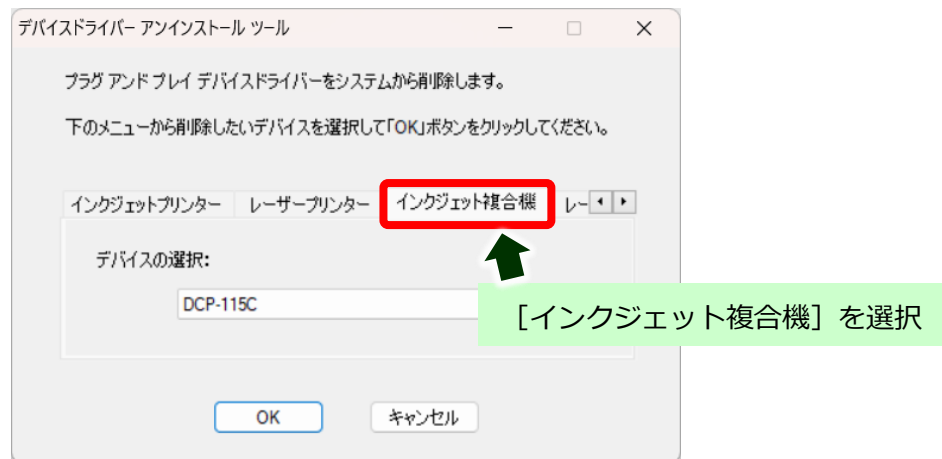 デバイスドライバー アンインストール ツール
プラグ アンド プレイ デバイスドライバーをシステムから削除します。
下のメニューから削除したいデバイスを選択して「OK」ボタンをクリックしてください。
インクジェットプリンター レーザープリンター インクジェット複合機 レー
デバイスの選択:
DCP-115C
［インクジェット複合機］を選択
OK キャンセル